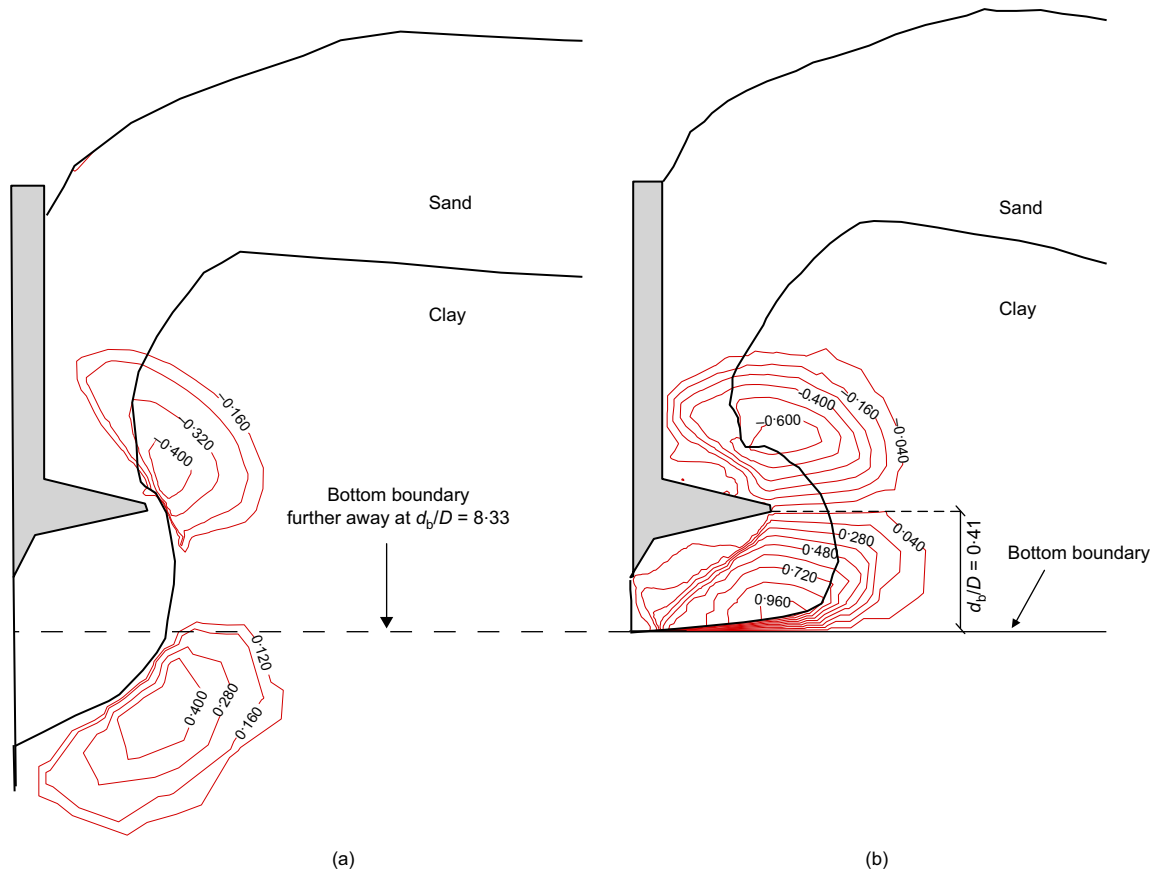 Sand
Clay
–0·160
–0·320
–0·400
Bottom boundary
further away at db/D = 8·33
0·120
0·160
0·280
0·400
(a)
Sand
Clay
–0·160
-0.400
–0·600
–0·040
0·040
0·280
0·480
0·720
0·960
db/D = 0·41
Bottom boundary
(b)